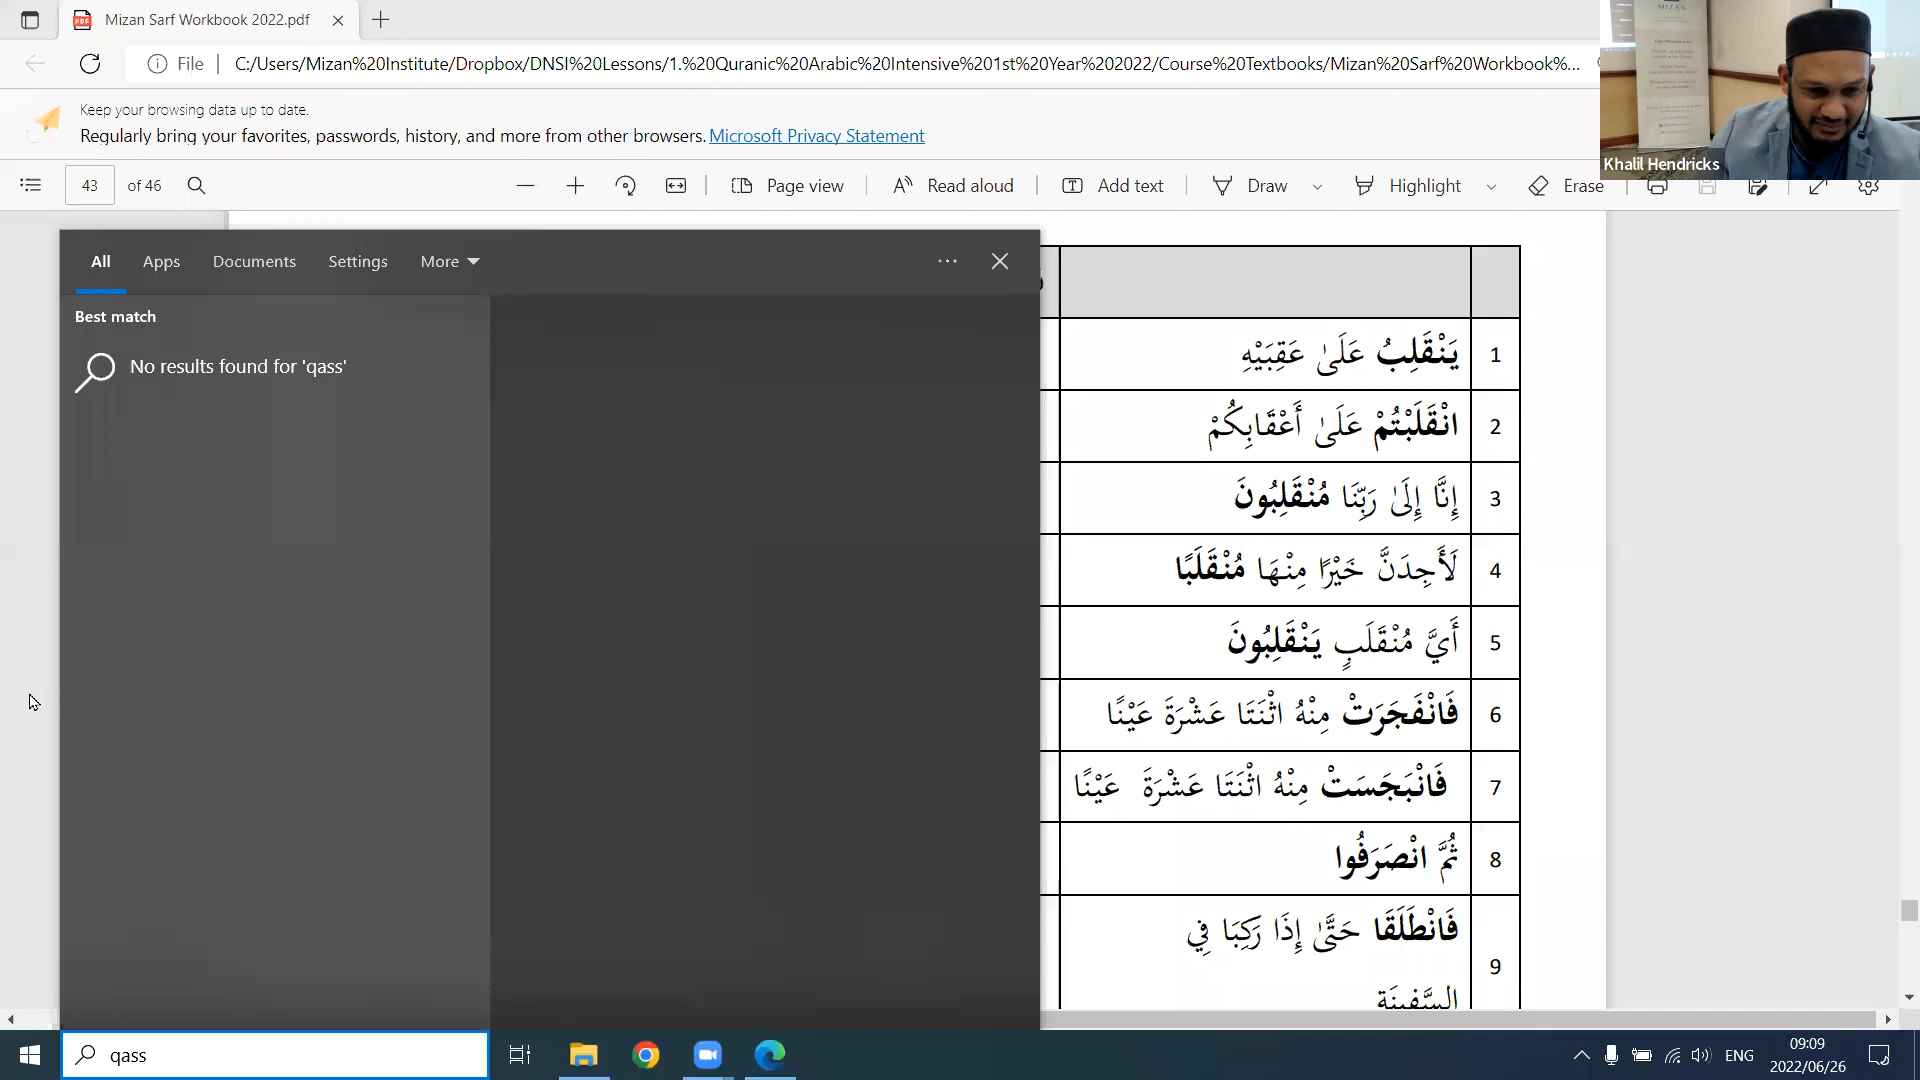 Mizan Sarf Workbook 2022.pdf
File
C:/Users/Mizan%20Institute/Dropbox/DNSI%20Lessons/1.%20Quranic%20Arabic%20Intensive%201st%20Year%202022/Course%20Textbooks/Mizan%20Sarf%20Workbook%...
MIZAN
Khalil Hendricks
Keep your browsing data up to date.
Regularly bring your favorites, passwords, history, and more from other browsers. Microsoft Privacy Statement
43 of 46
Page view
Read aloud
Add text
Draw
Highlight
Erase
All Apps Documents Settings More
Best match
No results found for 'qass'
1 يَنْقَلِبُ عَلَىٰ عَقِبَيْهِ
2 انْقَلَبْتُمْ عَلَىٰ أَعْقَابِكُمْ
3 إِنَّا إِلَىٰ رَبِّنَا مُنْقَلِبُونَ
4 لَأَجِدَنَّ خَيْرًا مِنْهَا مُنْقَلَبًا
5 أَيَّ مُنْقَلَبٍ يَنْقَلِبُونَ
6 فَانْفَجَرَتْ مِنْهُ اثْنَتَا عَشْرَةَ عَيْنًا
7 فَانْبَجَسَتْ مِنْهُ اثْنَتَا عَشْرَةَ عَيْنًا
8 ثُمَّ انْصَرَفُوا
9 فَانْطَلَقَا حَتَّىٰ إِذَا رَكِبَا فِي
السَّفِينَةِ
qass
ENG
09:09
2022/06/26